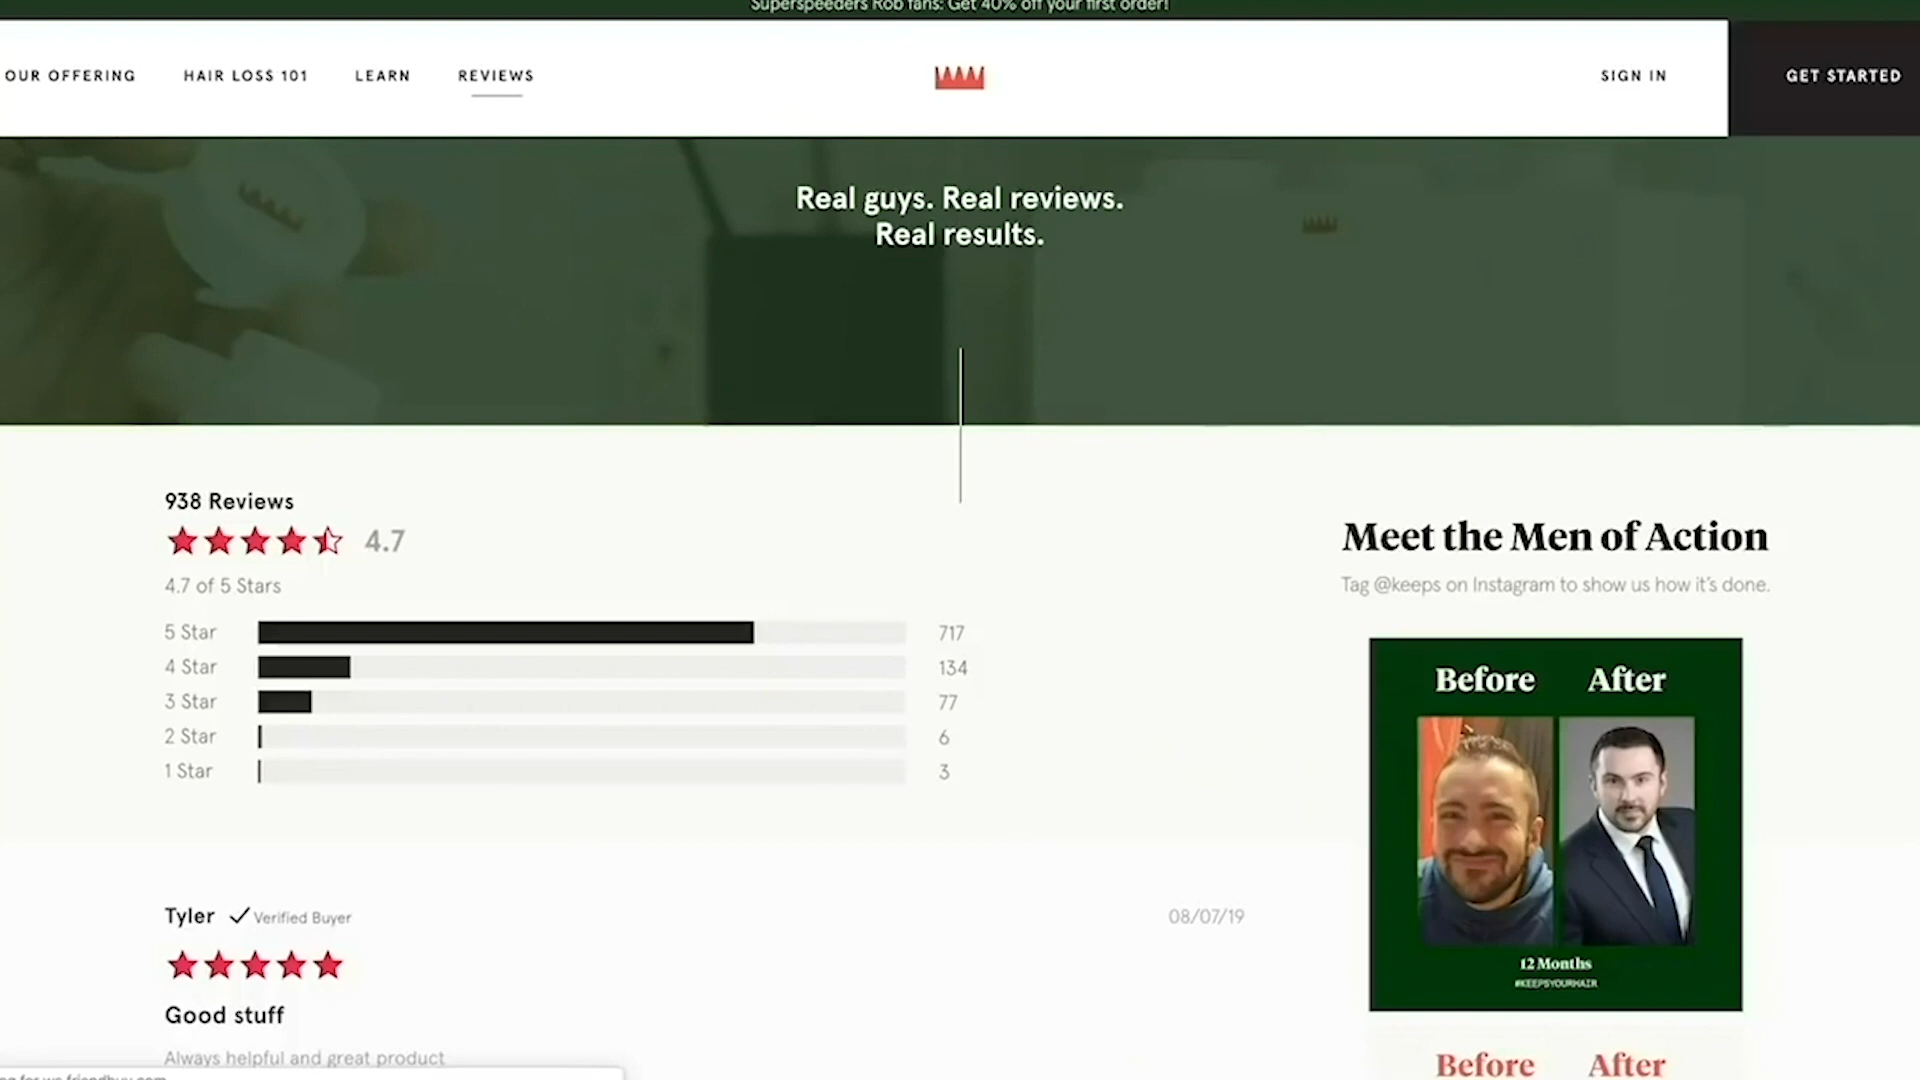 Superspeeders Rob fans: Get 40% off your first order!
OUR OFFERING HAIR LOSS 101 LEARN REVIEWS SIGN IN GET STARTED
Real guys. Real reviews.
Real results.
938 Reviews
4.7
4.7 of 5 Stars
5 Star 717
4 Star 134
3 Star 77
2 Star 6
1 Star 3
Tyler Verified Buyer 08/07/19
Good stuff
Always helpful and great product
Meet the Men of Action
Tag @keeps on Instagram to show us how it's done.
Before After
12 Months
#KEEPSYOURHAIR
Before After